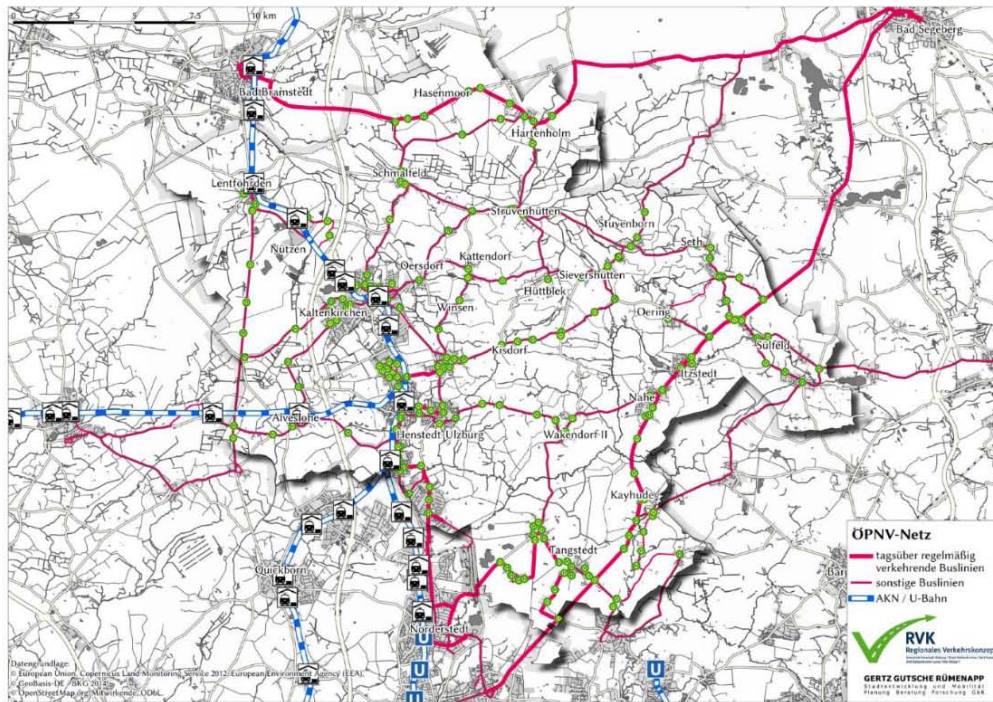 0 2.5 5 7.5 10 km
Bad Segeberg
Bad Bramstedt
Hasenmoor
Hartenholm
Schmalfeld
Lentföhrden
Struvenhütten
Stuvenborn
Nützen
Seth
Oersdorf
Kattendorf
Sievershütten
Hüttblek
Kaltenkirchen
Winsen
Oering
Sülfeld
Kisdorf
Itzstedt
Nahe
Alveslohe
Henstedt-Ulzburg
Wakendorf II
Kayhude
Tangstedt
Quickborn
Norderstedt
U
U
U
ÖPNV-Netz
tagsüber regelmäßig
verkehrende Buslinien
sonstige Buslinien
AKN / U-Bahn
RVK
Regionales Verkehrskonzept
GERTZ GUTSCHE RÜMENAPP
Stadtentwicklung und Mobilität
Planung Beratung Forschung GbR
Datengrundlage:
© European Union, Copernicus Land Monitoring Service 2012, European Environment Agency (EEA),
© GeoBasis-DE / BKG 2014
© OpenStreetMap.org Mitwirkende, ODbL